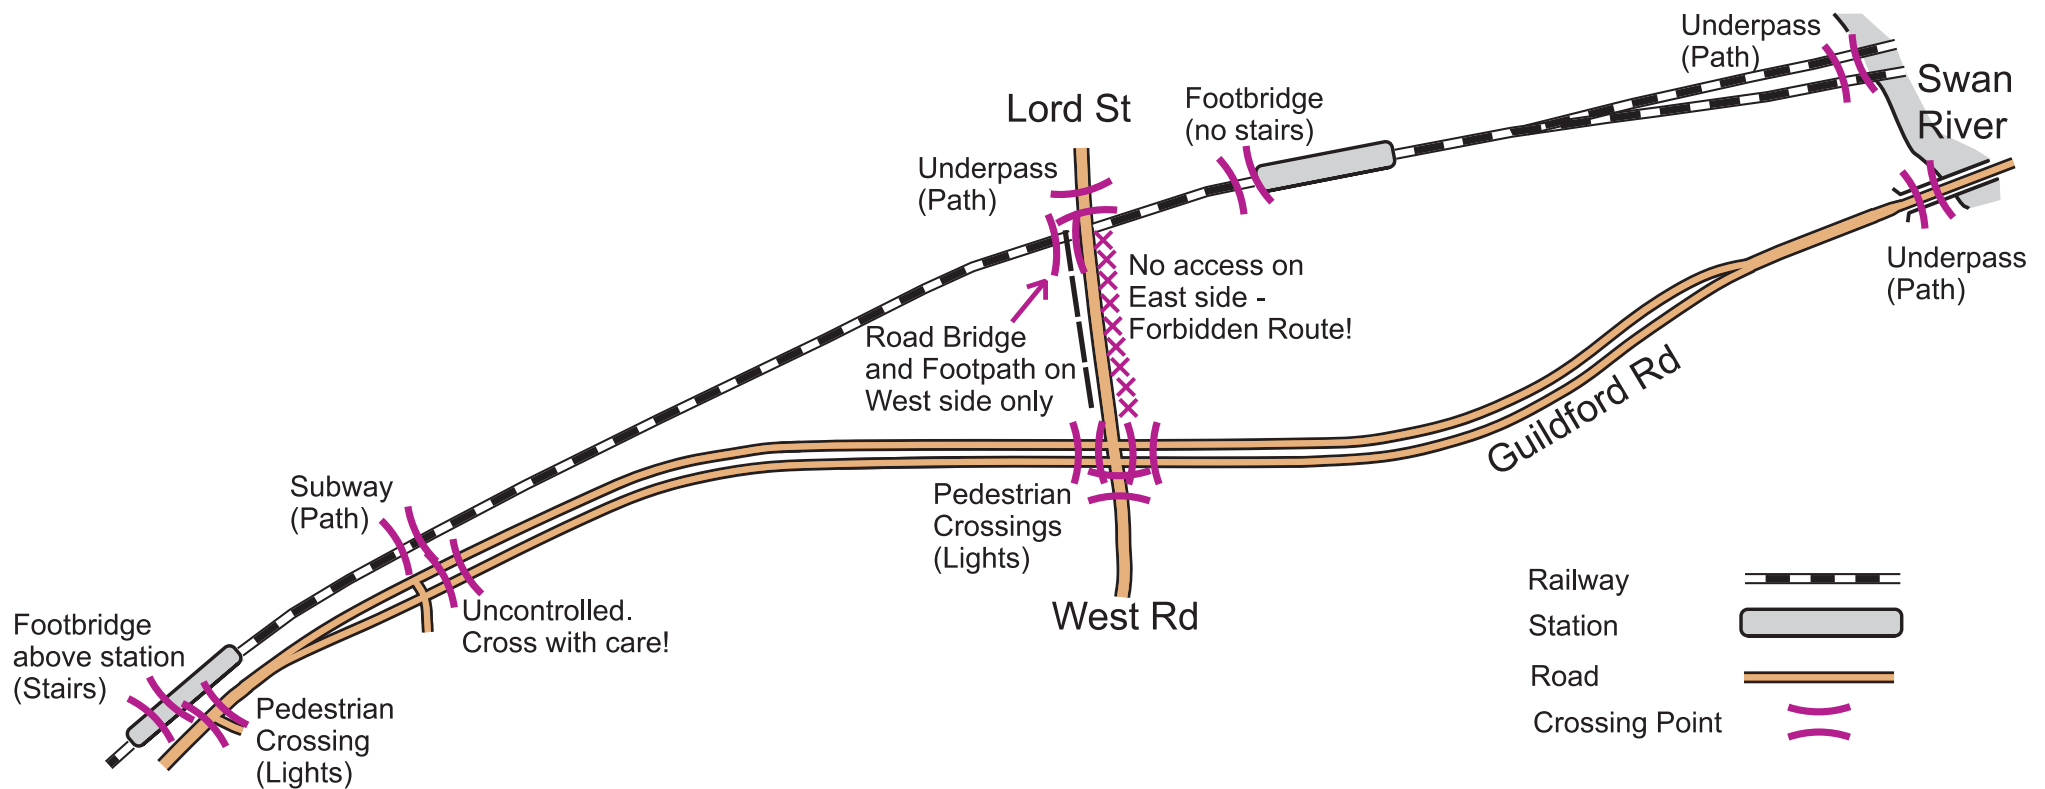 Underpass
(Path)
Swan
River
Lord St
Footbridge
(no stairs)
Underpass
(Path)
No access on
East side -
Forbidden Route!
Underpass
(Path)
Road Bridge
and Footpath on
West side only
Guildford Rd
Subway
(Path)
Pedestrian
Crossings
(Lights)
Uncontrolled.
Cross with care!
West Rd
Footbridge
above station
(Stairs)
Pedestrian
Crossing
(Lights)
Railway
Station
Road
Crossing Point